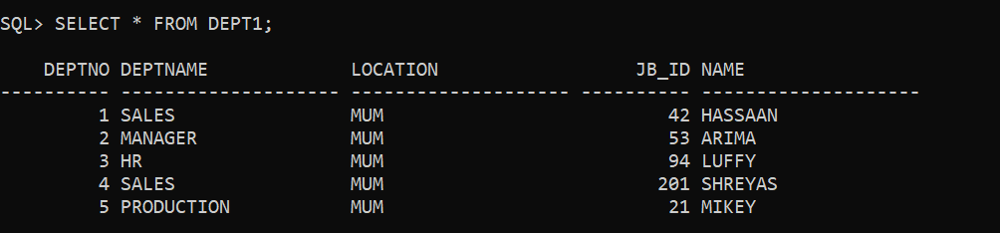 SQL> SELECT * FROM DEPT1;
    DEPTNO DEPTNAME             LOCATION                  JB_ID NAME
---------- -------------------- -------------------- ---------- --------------------
         1 SALES                MUM                          42 HASSAAN
         2 MANAGER              MUM                          53 ARIMA
         3 HR                   MUM                          94 LUFFY
         4 SALES                MUM                         201 SHREYAS
         5 PRODUCTION           MUM                          21 MIKEY